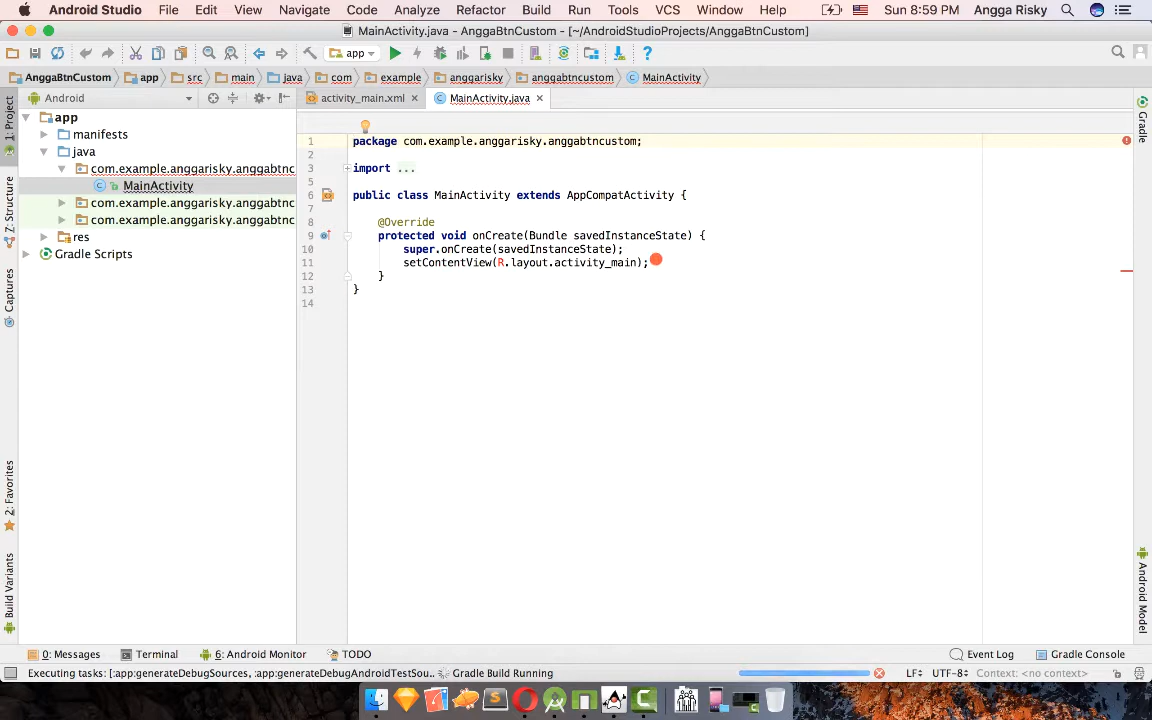 Android Studio File Edit View Navigate Code Analyze Refactor Build Run Tools VCS Window Help Sun 8:59 PM Angga Risky
MainActivity.java - AnggaBtnCustom - [~/AndroidStudioProjects/AnggaBtnCustom]
app
AnggaBtnCustom app src main java com example anggarisky anggabtncustom MainActivity
Android
activity_main.xml MainActivity.java
1: Project
Z: Structure
Captures
2: Favorites
Build Variants
app
manifests
java
com.example.anggarisky.anggabtnc
MainActivity
com.example.anggarisky.anggabtnc
com.example.anggarisky.anggabtnc
res
Gradle Scripts
1 package com.example.anggarisky.anggabtncustom;
2
3 import ...
5
6 public class MainActivity extends AppCompatActivity {
7
8 @Override
9 protected void onCreate(Bundle savedInstanceState) {
10 super.onCreate(savedInstanceState);
11 setContentView(R.layout.activity_main);
12 }
13 }
14
Gradle
Android Model
0: Messages Terminal 6: Android Monitor TODO Event Log Gradle Console
Executing tasks: [:app:generateDebugSources, :app:generateDebugAndroidTestSou... Gradle Build Running LF÷ UTF-8÷ Context: <no context>